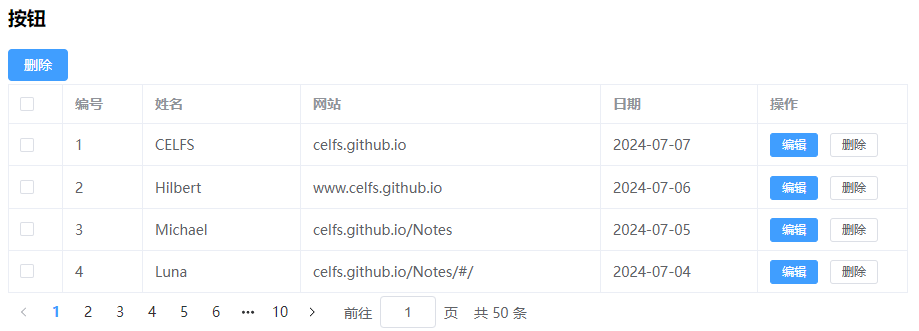 按钮
删除
编号 姓名 网站 日期 操作
1 CELFS celfs.github.io 2024-07-07 编辑 删除
2 Hilbert www.celfs.github.io 2024-07-06 编辑 删除
3 Michael celfs.github.io/Notes 2024-07-05 编辑 删除
4 Luna celfs.github.io/Notes/#/ 2024-07-04 编辑 删除
1 2 3 4 5 6 ••• 10 前往 1 页 共 50 条